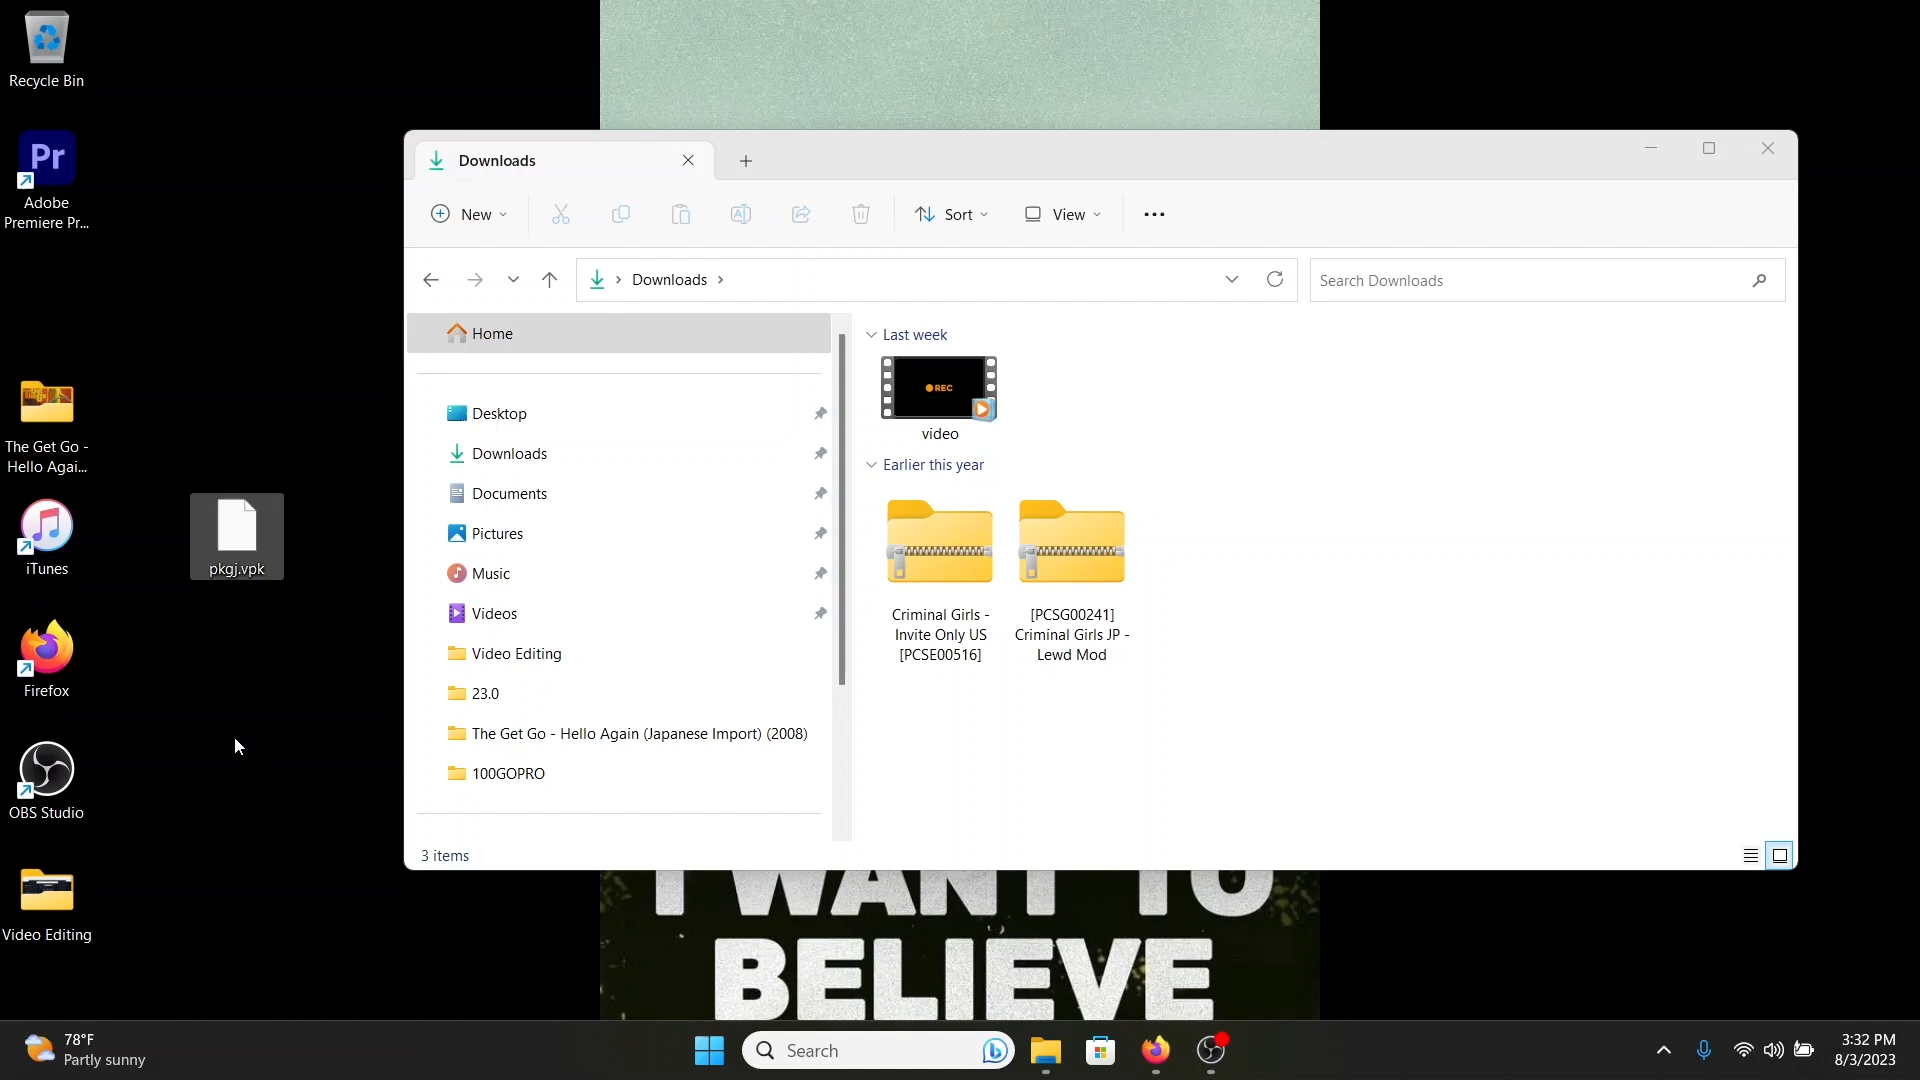 Recycle Bin
Pr
Adobe
Premiere Pr...
The Get Go -
Hello Agai...
iTunes
pkgj.vpk
Firefox
OBS Studio
Video Editing
Downloads
New
Sort
View
Downloads
Search Downloads
Home
Desktop
Downloads
Documents
Pictures
Music
Videos
Video Editing
23.0
The Get Go - Hello Again (Japanese Import) (2008)
100GOPRO
Last week
REC
video
Earlier this year
Criminal Girls -
Invite Only US
[PCSE00516]
[PCSG00241]
Criminal Girls JP -
Lewd Mod
3 items
I WANT TO
BELIEVE
78°F
Partly sunny
Search
3:32 PM
8/3/2023